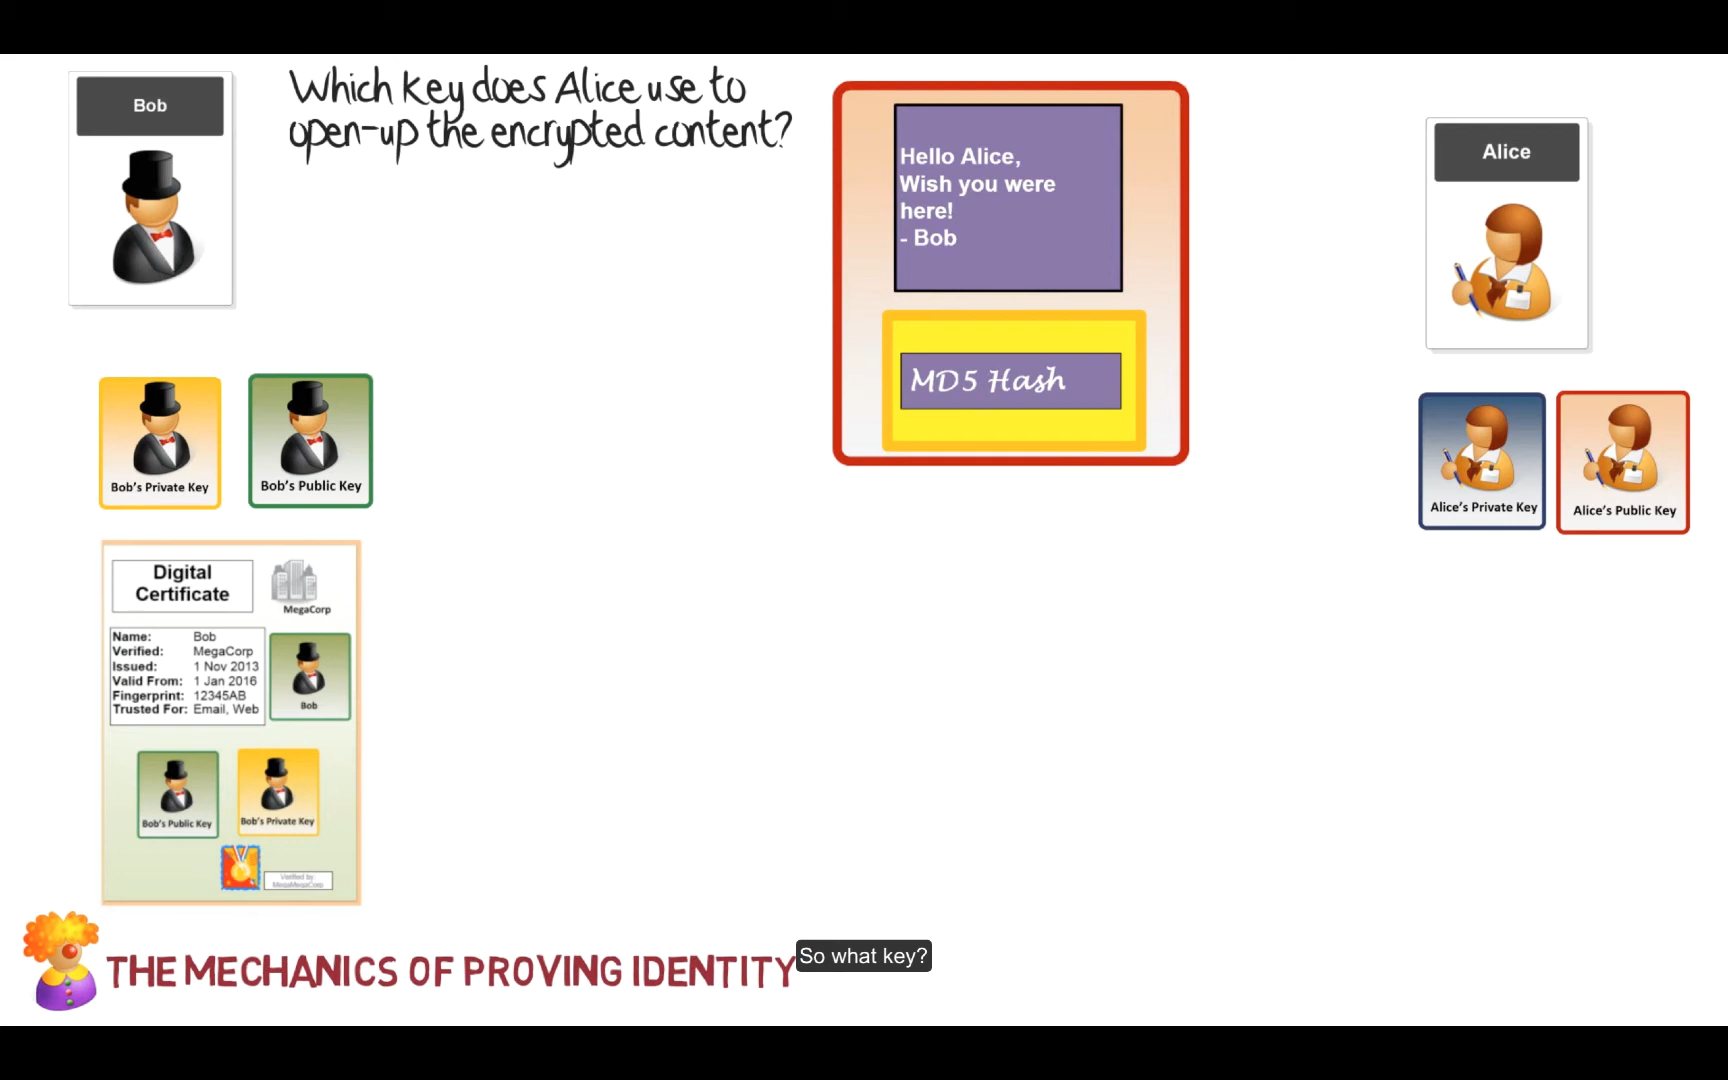 Bob
Which key does Alice use to
open-up the encrypted content?
Hello Alice,
Wish you were
here!
- Bob
MD5 Hash
Alice
Bob's Private Key
Bob's Public Key
Alice's Private Key
Alice's Public Key
Digital
Certificate
MegaCorp
Name: Bob
Verified: MegaCorp
Issued: 1 Nov 2013
Valid From: 1 Jan 2016
Fingerprint: 12345AB
Trusted For: Email, Web
Bob
Bob's Public Key
Bob's Private Key
Verified by:
MegaMegaCorp
THE MECHANICS OF PROVING IDENTITY
So what key?